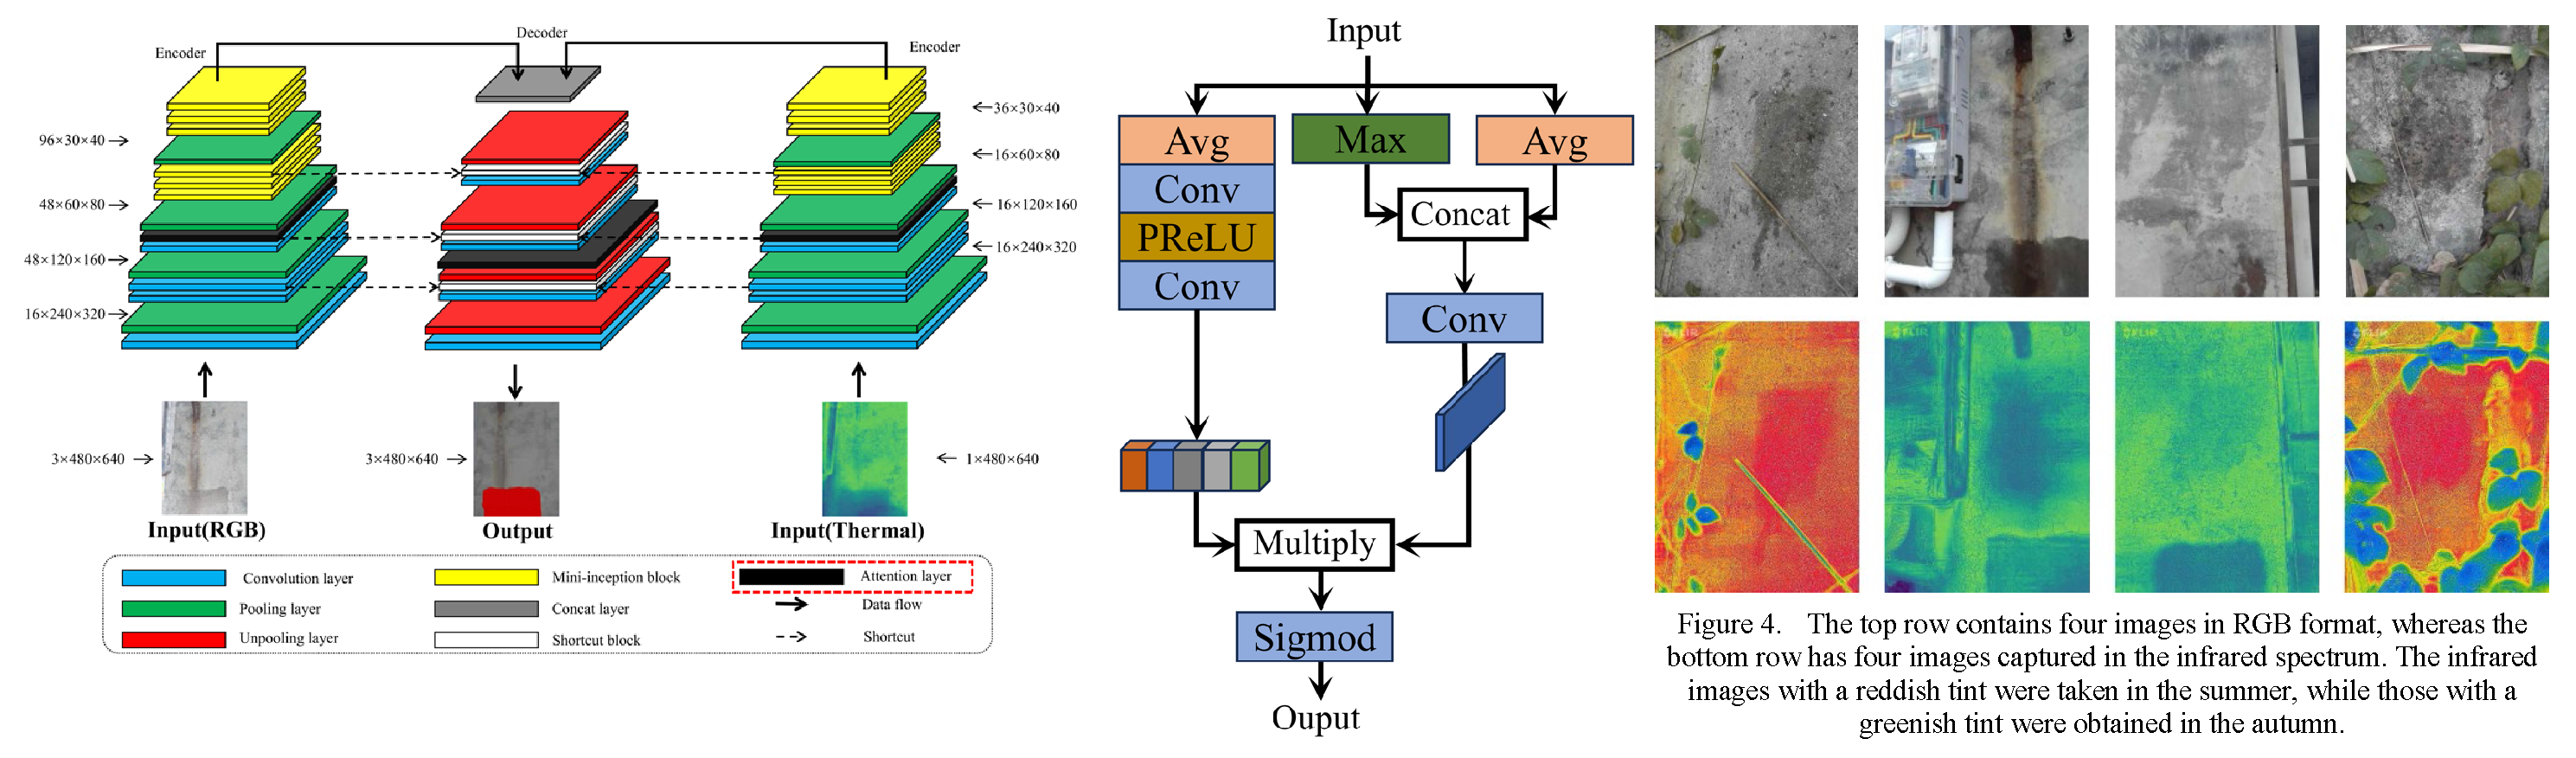 Encoder
Decoder
Encoder
96×30×40
48×60×80
48×120×160
16×240×320
36×30×40
16×60×80
16×120×160
16×240×320
3×480×640
3×480×640
1×480×640
Input(RGB)
Output
Input(Thermal)
Convolution layer
Mini-inception block
Attention layer
Pooling layer
Concat layer
Data flow
Unpooling layer
Shortcut block
Shortcut
Input
Avg
Max
Avg
Conv
PReLU
Conv
Concat
Conv
Multiply
Sigmod
Ouput
FLIR
FLIR
FLIR
FLIR
Figure 4. The top row contains four images in RGB format, whereas the
bottom row has four images captured in the infrared spectrum. The infrared
images with a reddish tint were taken in the summer, while those with a
greenish tint were obtained in the autumn.